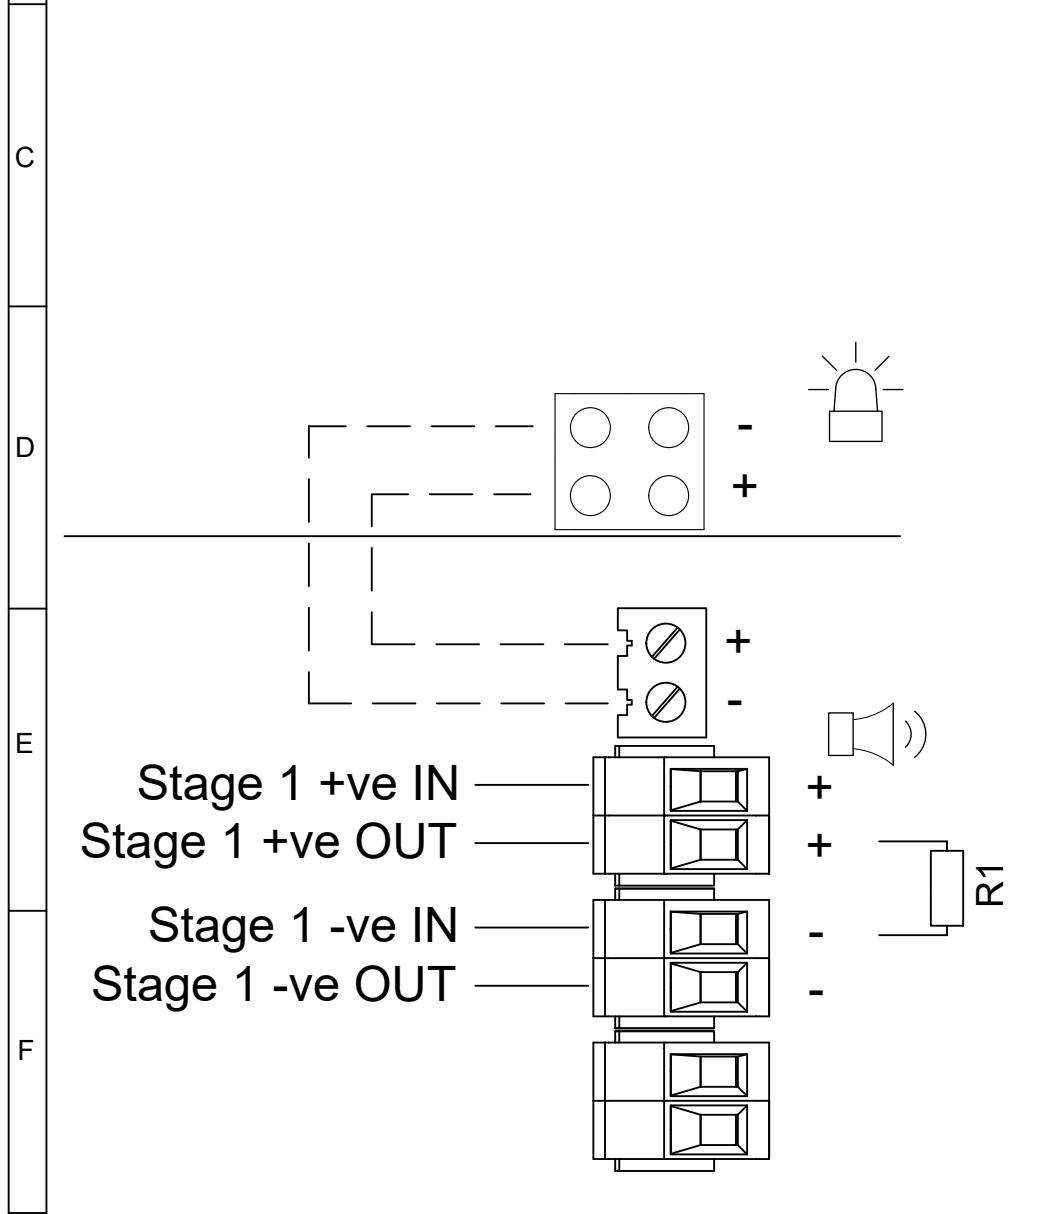 C
D
-
+
E
+
-
Stage 1 +ve IN
+
Stage 1 +ve OUT
+
R1
F
Stage 1 -ve IN
-
Stage 1 -ve OUT
-